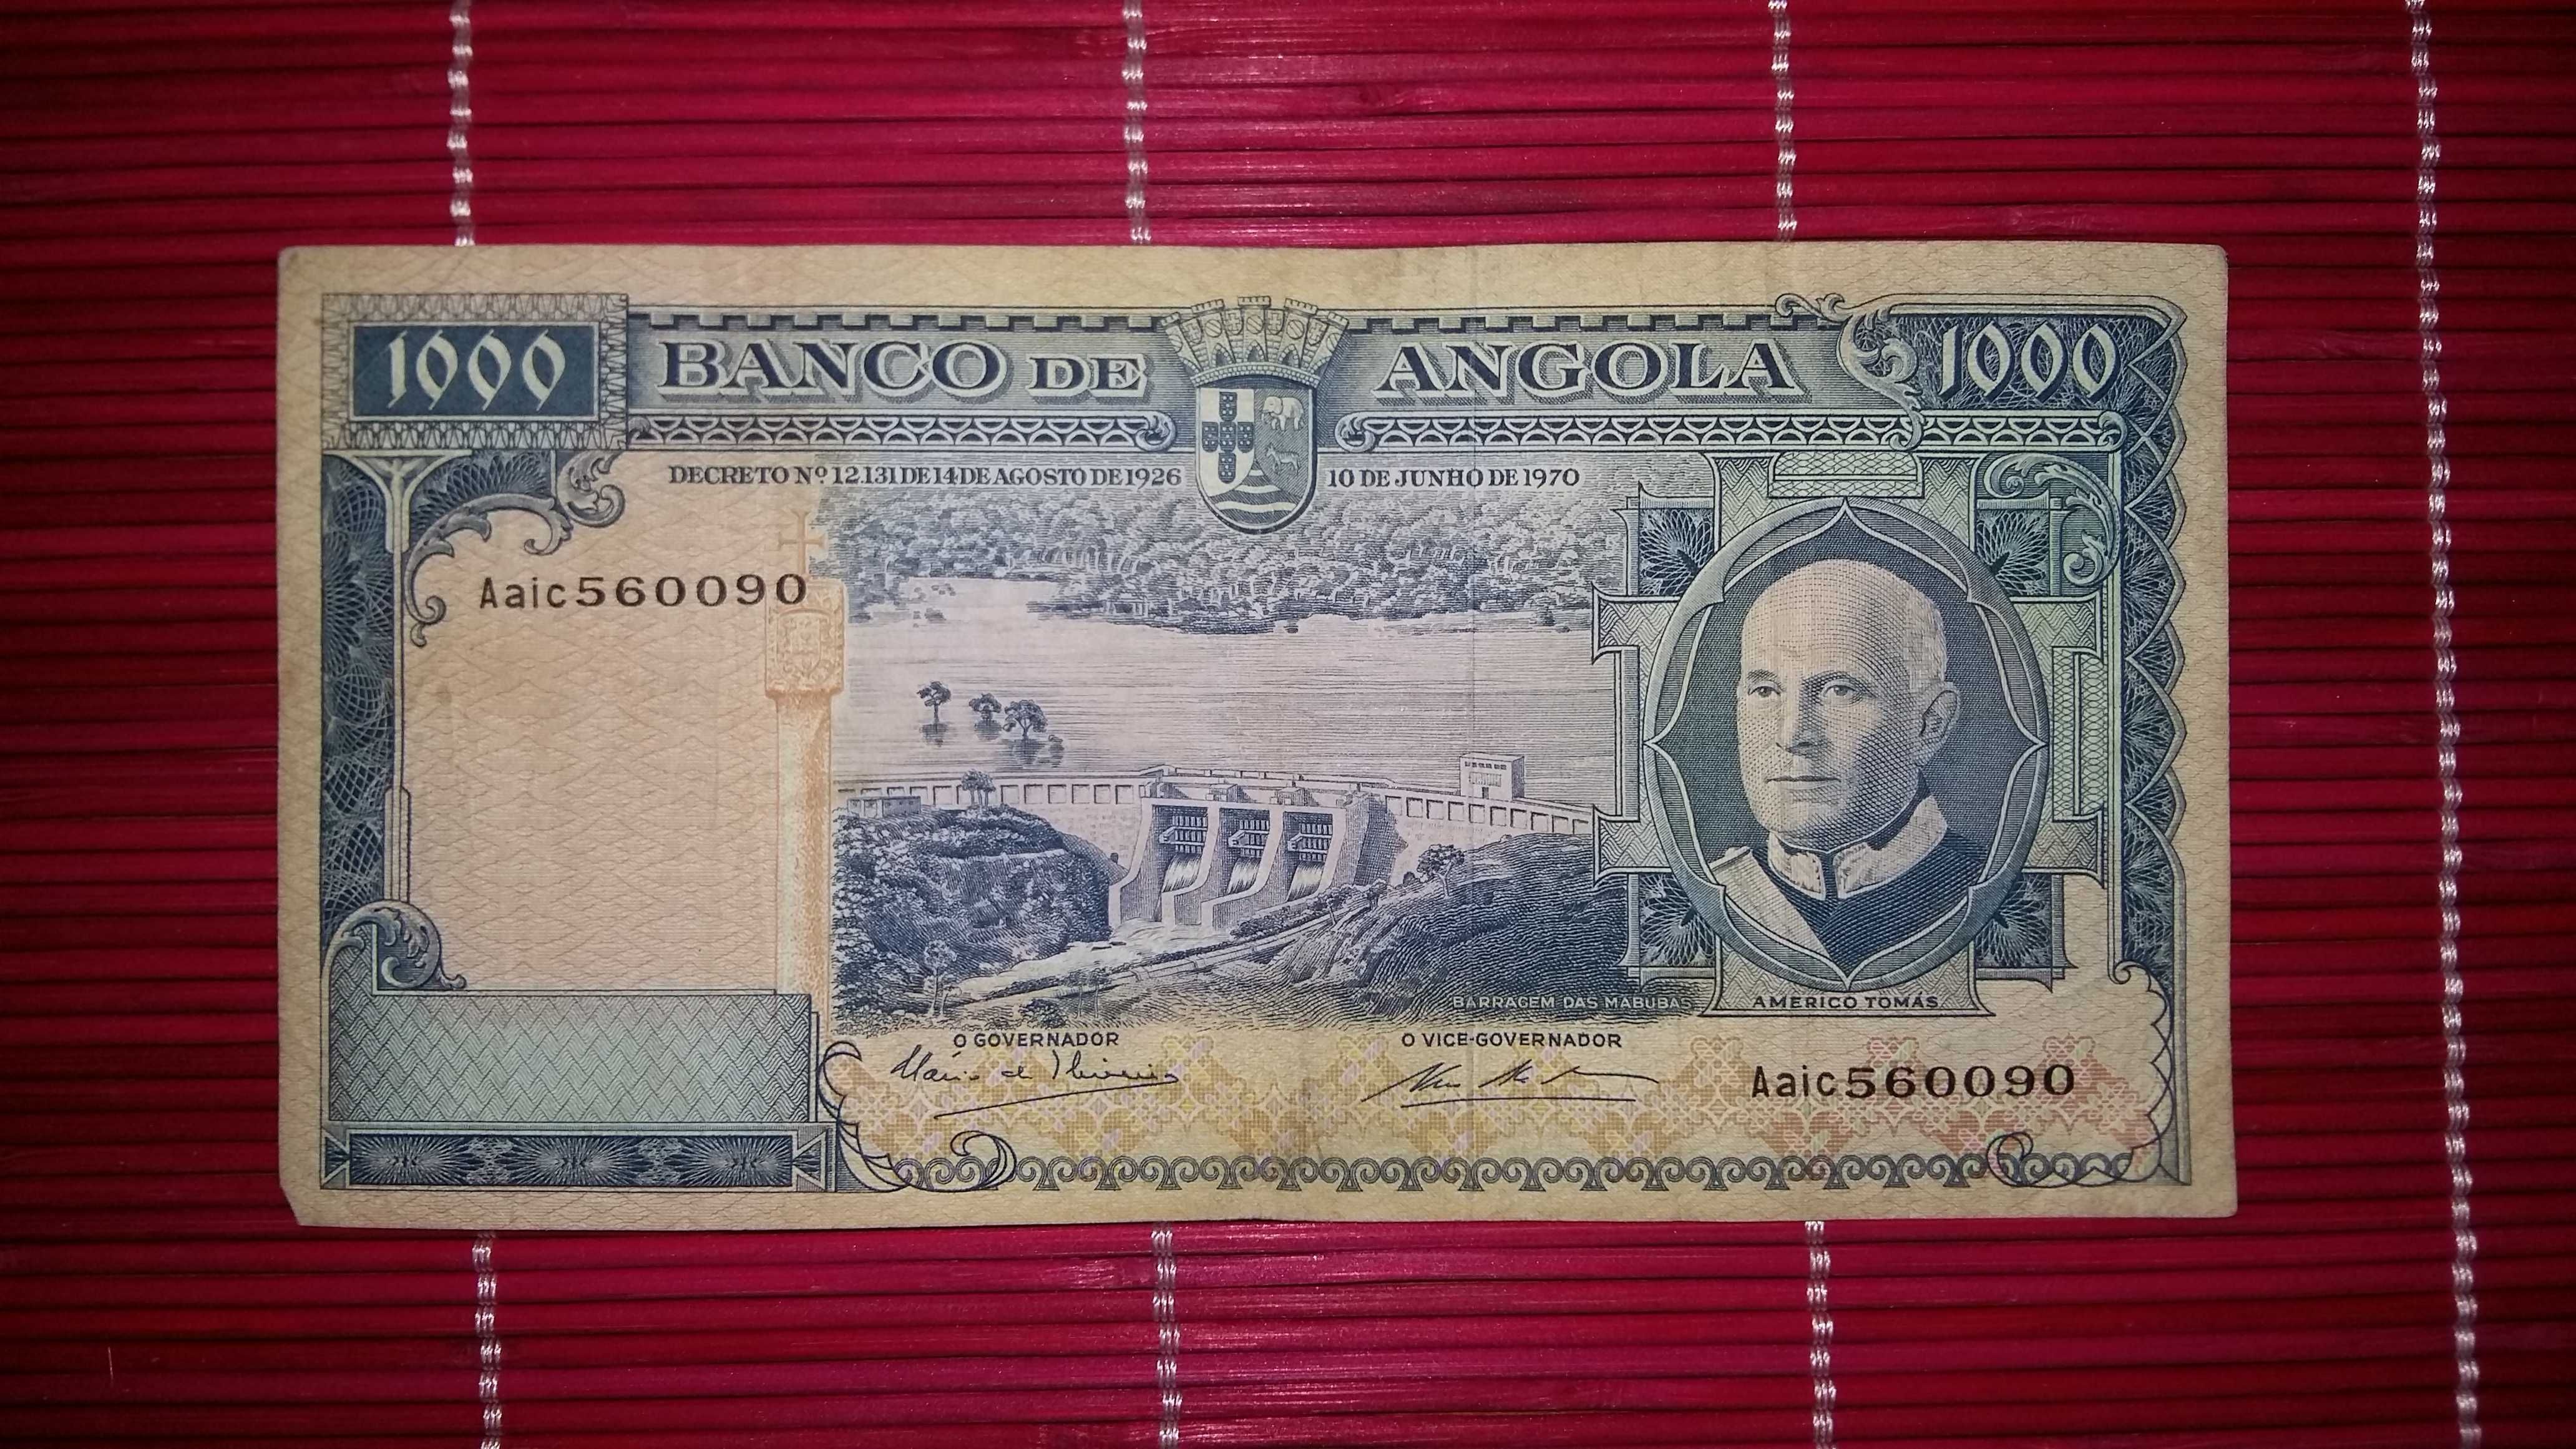 1000
BANCO DE ANGOLA
1000
DECRETO Nº 12.131 DE 14 DE AGOSTO DE 1926
10 DE JUNHO DE 1970
Aaic560090
BARRAGEM DAS MABUBAS
AMERICO TOMÁS
O GOVERNADOR
O VICE-GOVERNADOR
Aaic560090